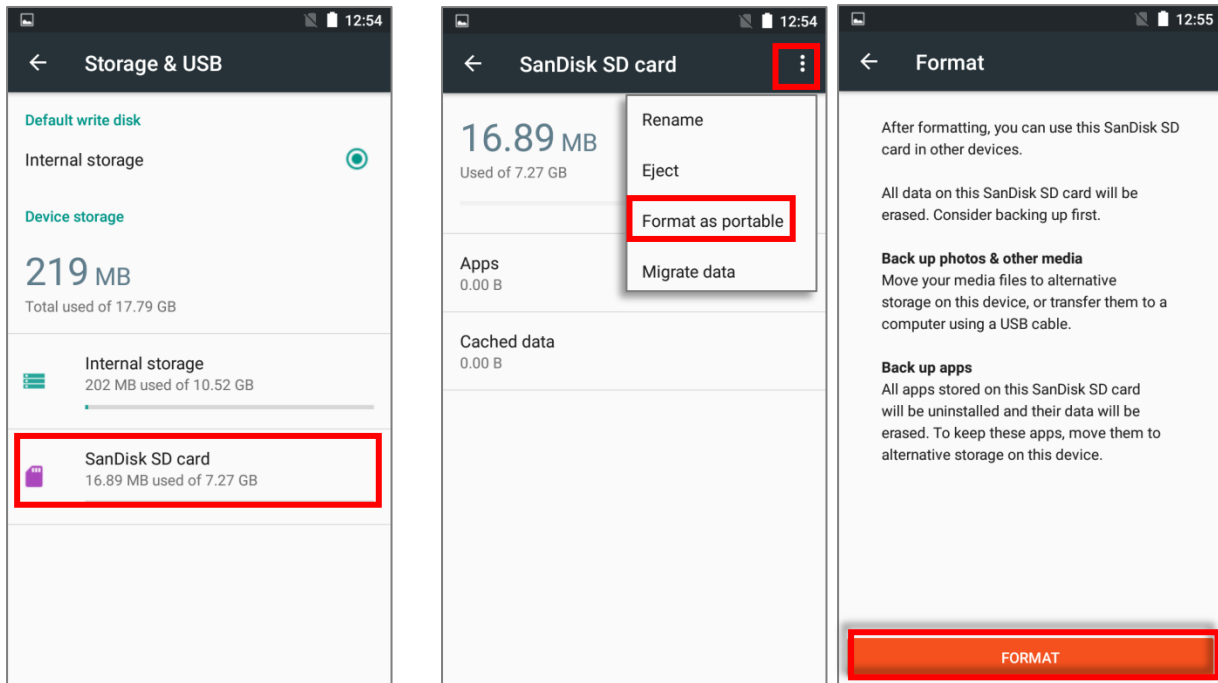 12:54
Storage & USB
Default write disk
Internal storage
Device storage
219 MB
Total used of 17.79 GB
Internal storage
202 MB used of 10.52 GB
SanDisk SD card
16.89 MB used of 7.27 GB
12:54
SanDisk SD card
16.89 MB
Used of 7.27 GB
Rename
Eject
Format as portable
Migrate data
Apps
0.00 B
Cached data
0.00 B
12:55
Format
After formatting, you can use this SanDisk SD
card in other devices.
All data on this SanDisk SD card will be
erased. Consider backing up first.
Back up photos & other media
Move your media files to alternative
storage on this device, or transfer them to a
computer using a USB cable.
Back up apps
All apps stored on this SanDisk SD card
will be uninstalled and their data will be
erased. To keep these apps, move them to
alternative storage on this device.
FORMAT